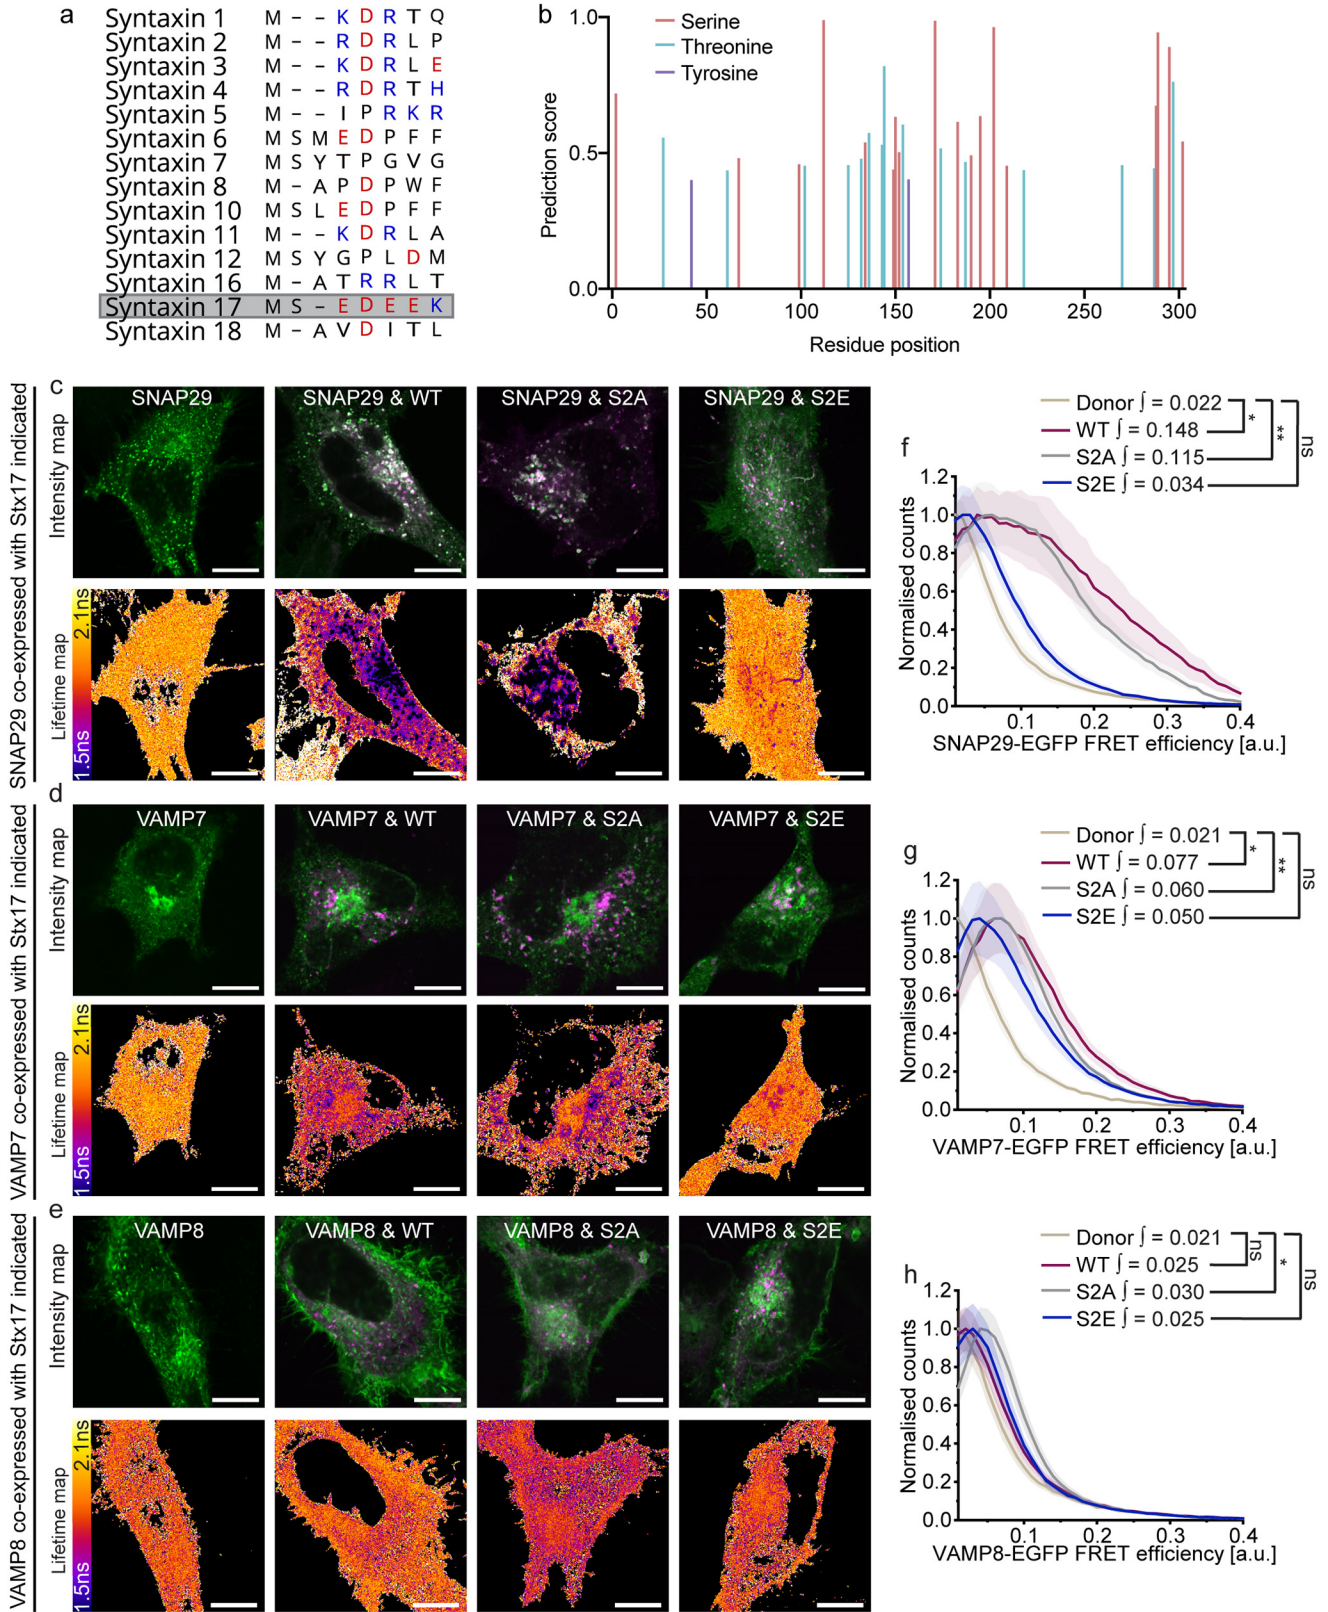 a
Syntaxin 1 M – – K D R T Q
Syntaxin 2 M – – R D R L P
Syntaxin 3 M – – K D R L E
Syntaxin 4 M – – R D R T H
Syntaxin 5 M – – I P R K R
Syntaxin 6 M S M E D P F F
Syntaxin 7 M S Y T P G V G
Syntaxin 8 M – A P D P W F
Syntaxin 10 M S L E D P F F
Syntaxin 11 M – – K D R L A
Syntaxin 12 M S Y G P L D M
Syntaxin 16 M – A T R R L T
Syntaxin 17 M S – E D E E K
Syntaxin 18 M – A V D I T L
b
Serine
Threonine
Tyrosine
Prediction score
1.0
0.5
0.0
0 50 100 150 200 250 300
Residue position
SNAP29 co-expressed with Stx17 indicated
c
Intensity map
SNAP29
SNAP29 & WT
SNAP29 & S2A
SNAP29 & S2E
Lifetime map
2.1ns
1.5ns
f
Donor ∫ = 0.022
WT ∫ = 0.148
S2A ∫ = 0.115
S2E ∫ = 0.034
*
**
ns
Normalised counts
1.2
1.0
0.8
0.6
0.4
0.2
0.0
0.1 0.2 0.3 0.4
SNAP29-EGFP FRET efficiency [a.u.]
VAMP7 co-expressed with Stx17 indicated
d
Intensity map
VAMP7
VAMP7 & WT
VAMP7 & S2A
VAMP7 & S2E
Lifetime map
2.1ns
1.5ns
g
Donor ∫ = 0.021
WT ∫ = 0.077
S2A ∫ = 0.060
S2E ∫ = 0.050
*
**
ns
Normalised counts
1.2
1.0
0.8
0.6
0.4
0.2
0.0
0.1 0.2 0.3 0.4
VAMP7-EGFP FRET efficiency [a.u.]
VAMP8 co-expressed with Stx17 indicated
e
Intensity map
VAMP8
VAMP8 & WT
VAMP8 & S2A
VAMP8 & S2E
Lifetime map
2.1ns
1.5ns
h
Donor ∫ = 0.021
WT ∫ = 0.025
S2A ∫ = 0.030
S2E ∫ = 0.025
ns
*
ns
Normalised counts
1.2
1.0
0.8
0.6
0.4
0.2
0.0
0.1 0.2 0.3 0.4
VAMP8-EGFP FRET efficiency [a.u.]